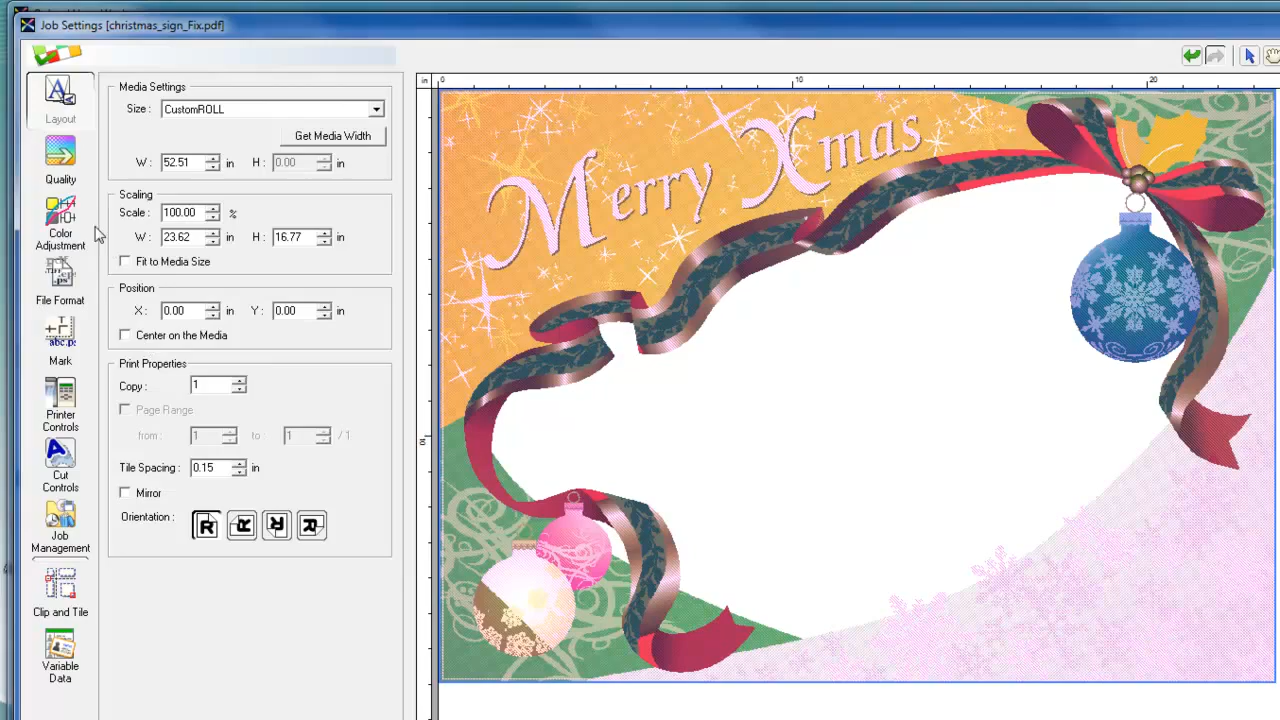 Job Settings [christmas_sign_Fix.pdf]
Layout
Quality
Color
Adjustment
File Format
Mark
Printer
Controls
Cut
Controls
Job
Management
Clip and Tile
Variable
Data
Media Settings
Size : CustomROLL
Get Media Width
W : 52.51 in H : 0.00 in
Scaling
Scale : 100.00 %
W : 23.62 in H : 16.77 in
Fit to Media Size
Position
X : 0.00 in Y : 0.00 in
Center on the Media
Print Properties
Copy : 1
Page Range
from : 1 to : 1 / 1
Tile Spacing : 0.15 in
Mirror
Orientation : R R R R
in 0 10 20
10
Merry Xmas